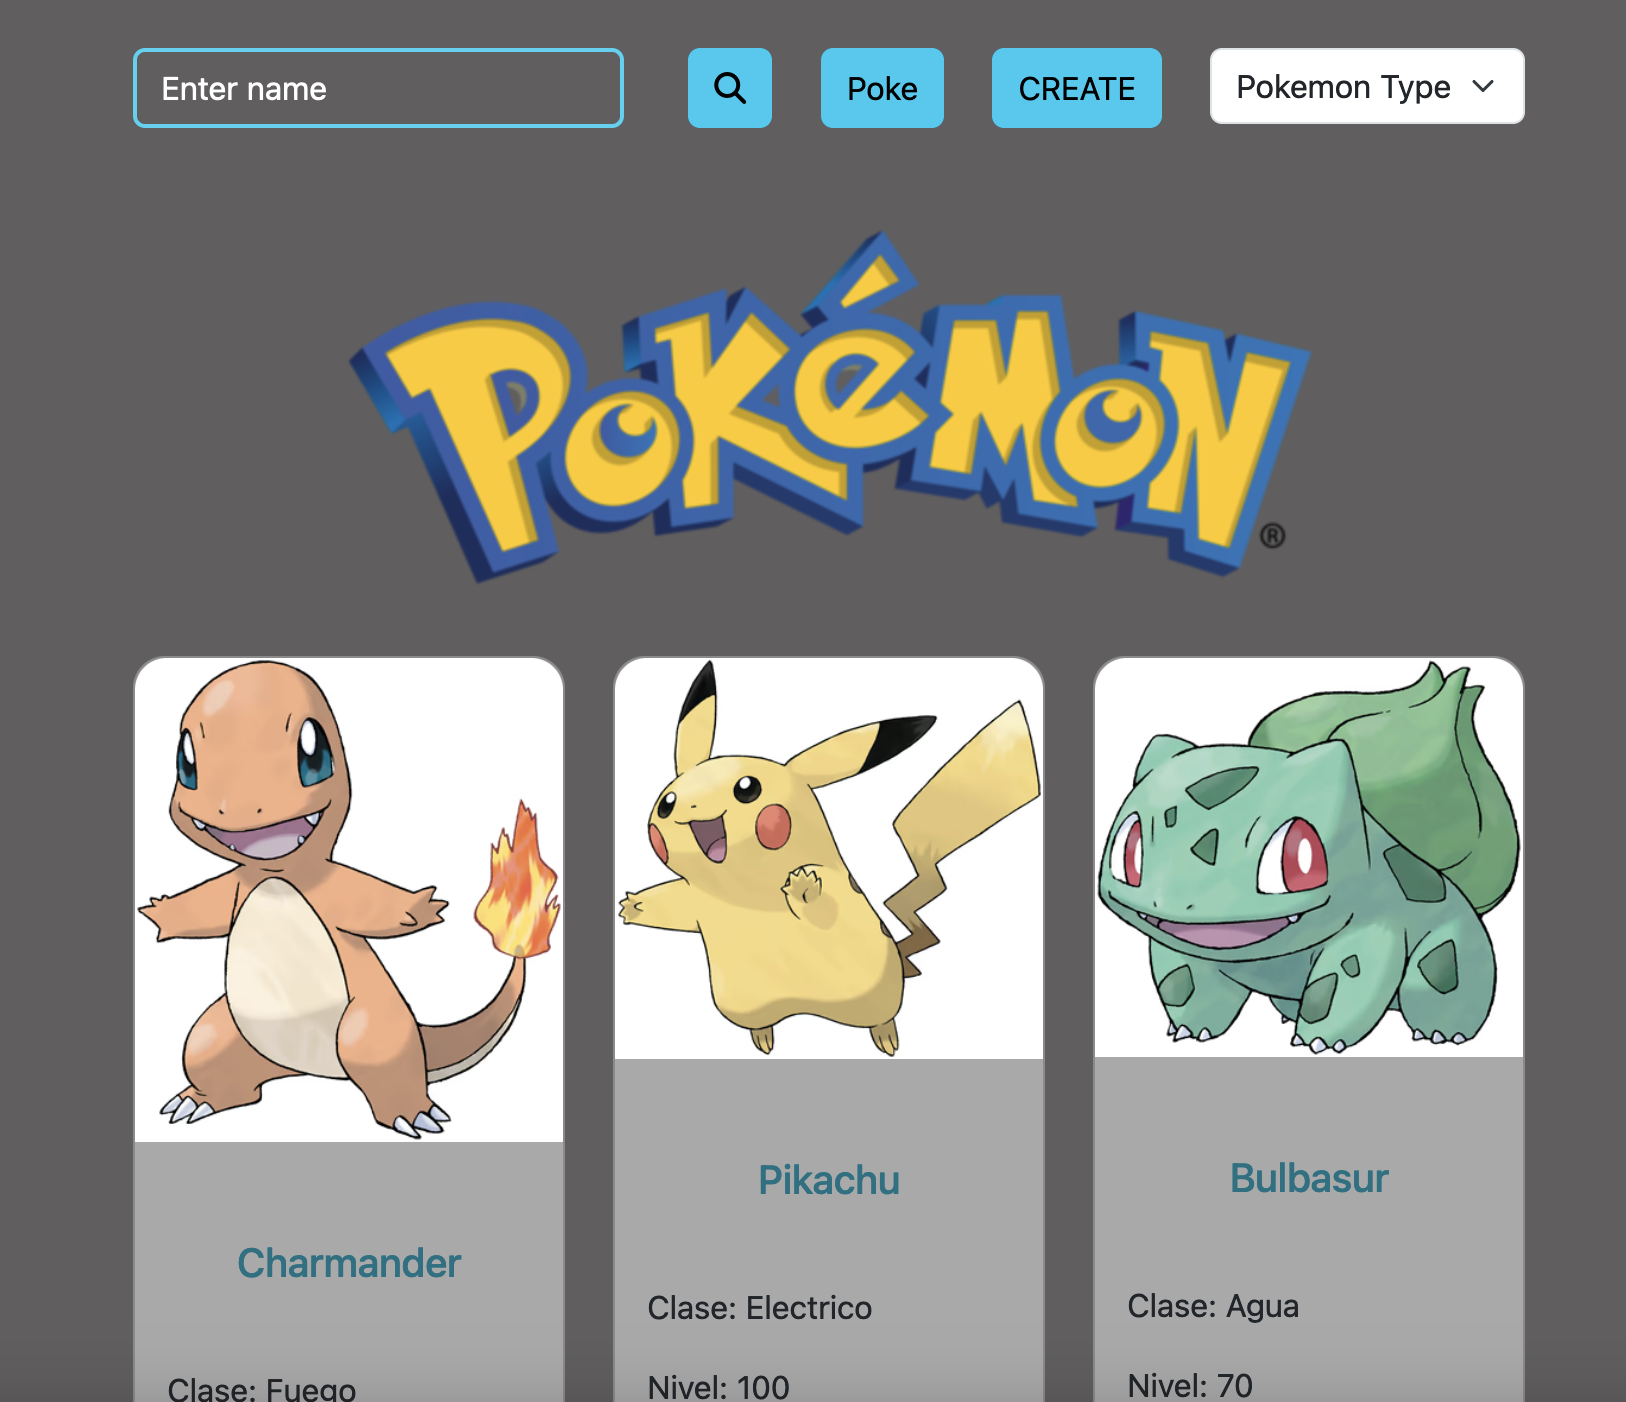 Enter name
Poke
CREATE
Pokemon Type
POKéMON
®
Charmander
Clase: Fuego
Pikachu
Clase: Electrico
Nivel: 100
Bulbasur
Clase: Agua
Nivel: 70